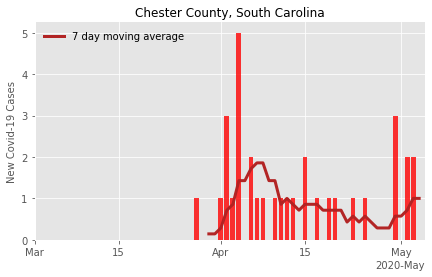 Chester County, South Carolina
7 day moving average
New Covid-19 Cases
5
4
3
2
1
0
Mar 15 Apr 15 May
2020-May